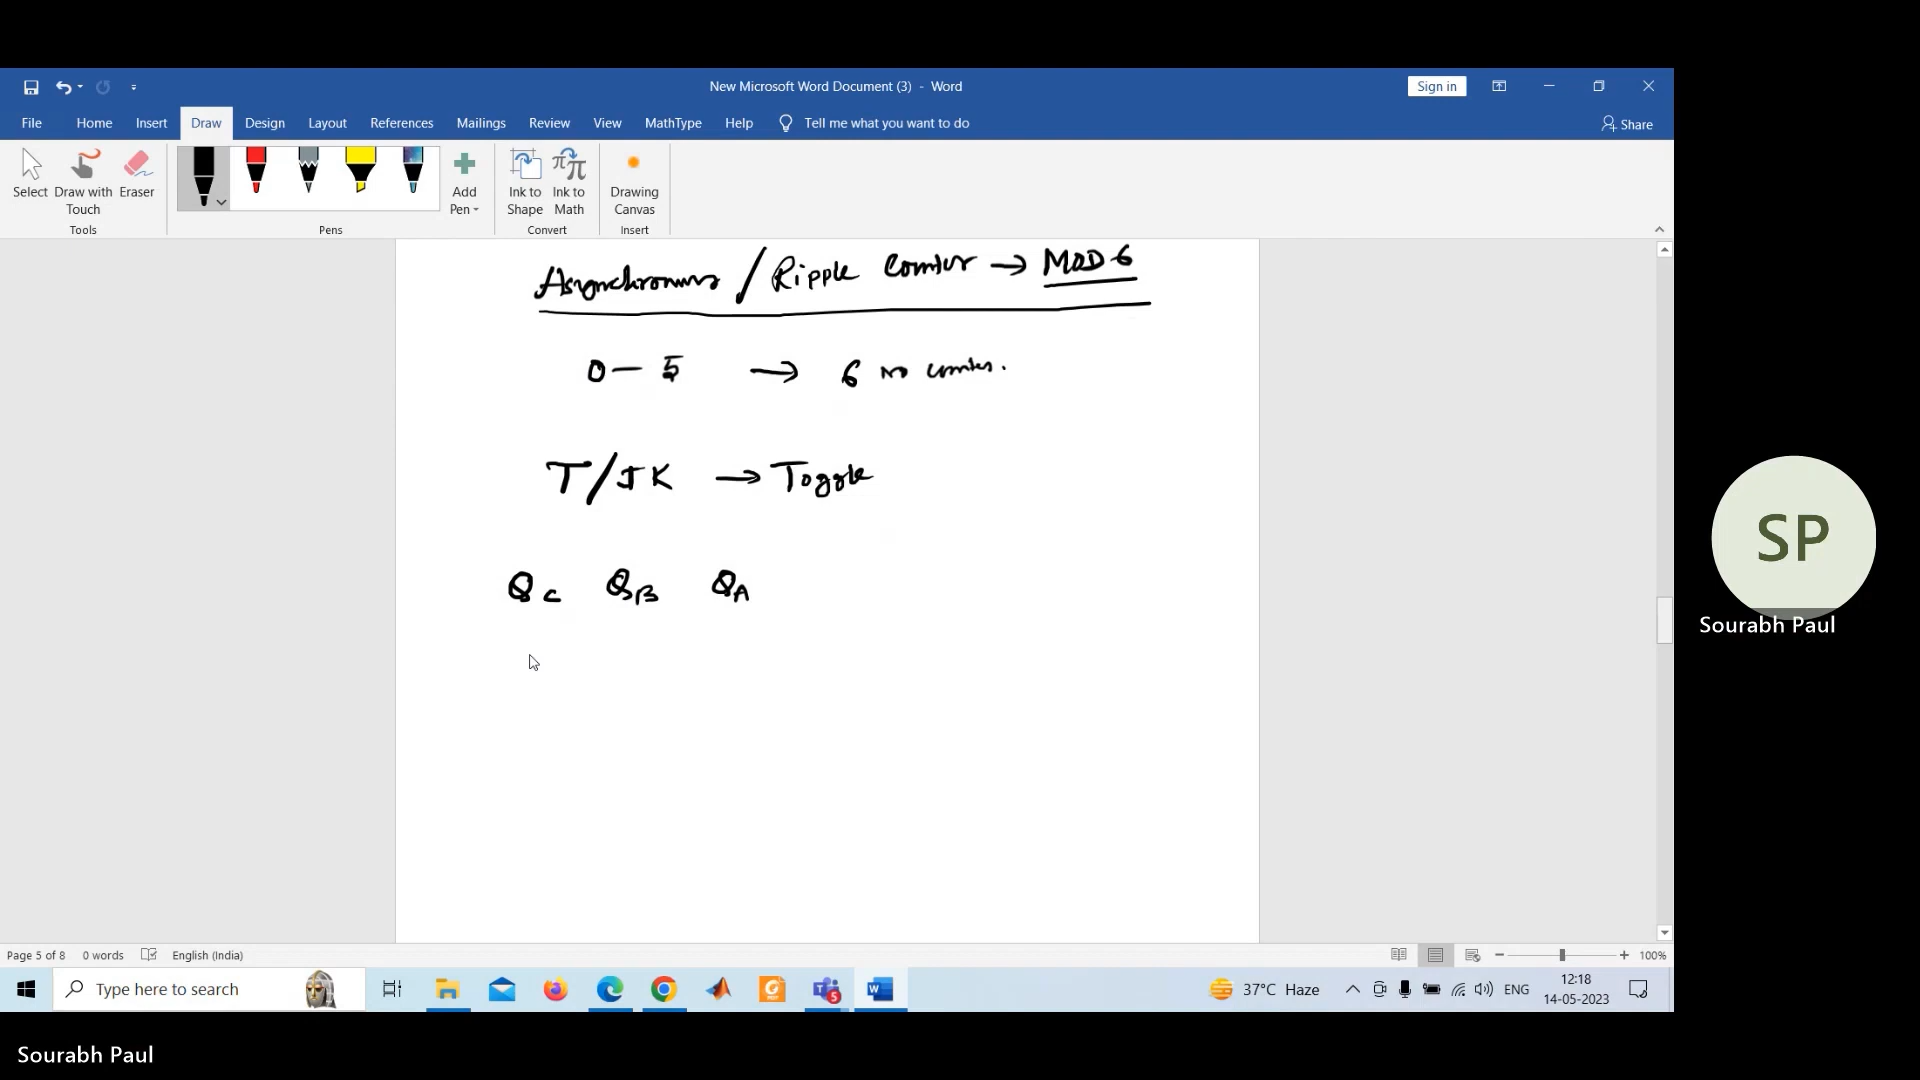 New Microsoft Word Document (3) - Word
Sign in
File Home Insert Draw Design Layout References Mailings Review View MathType Help Tell me what you want to do
Share
Select
Draw with Touch
Eraser
Add Pen
Ink to Shape
Ink to Math
Drawing Canvas
Tools
Pens
Convert
Insert
Asynchronous / Ripple Counter → MOD 6
0 — 5 → 6 no counter.
T/JK → Toggle
QC QB QA
SP
Sourabh Paul
Page 5 of 8 0 words English (India)
100%
Type here to search
5
37°C Haze
ENG
12:18
14-05-2023
Sourabh Paul